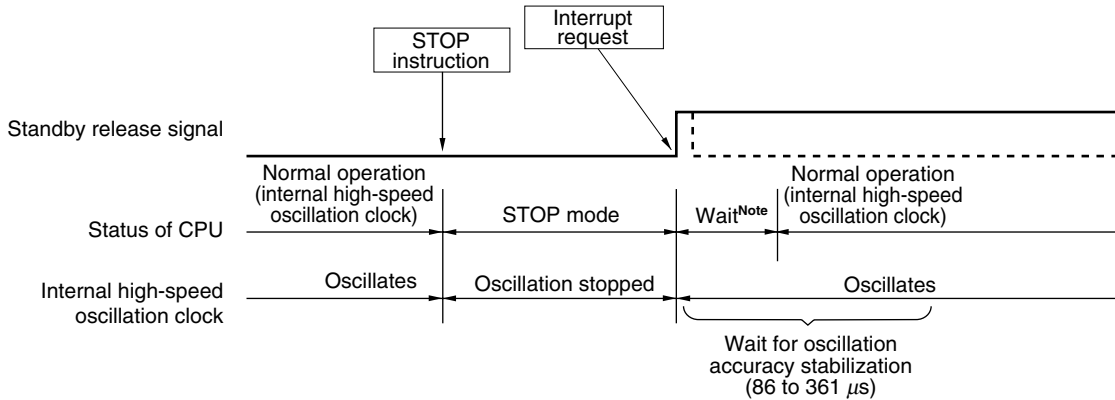 Interrupt
request
STOP
instruction
Standby release signal
Normal operation
(internal high-speed
oscillation clock)
Normal operation
(internal high-speed
oscillation clock)
Status of CPU
STOP mode
WaitNote
Internal high-speed
oscillation clock
Oscillates
Oscillation stopped
Oscillates
Wait for oscillation
accuracy stabilization
(86 to 361 μs)